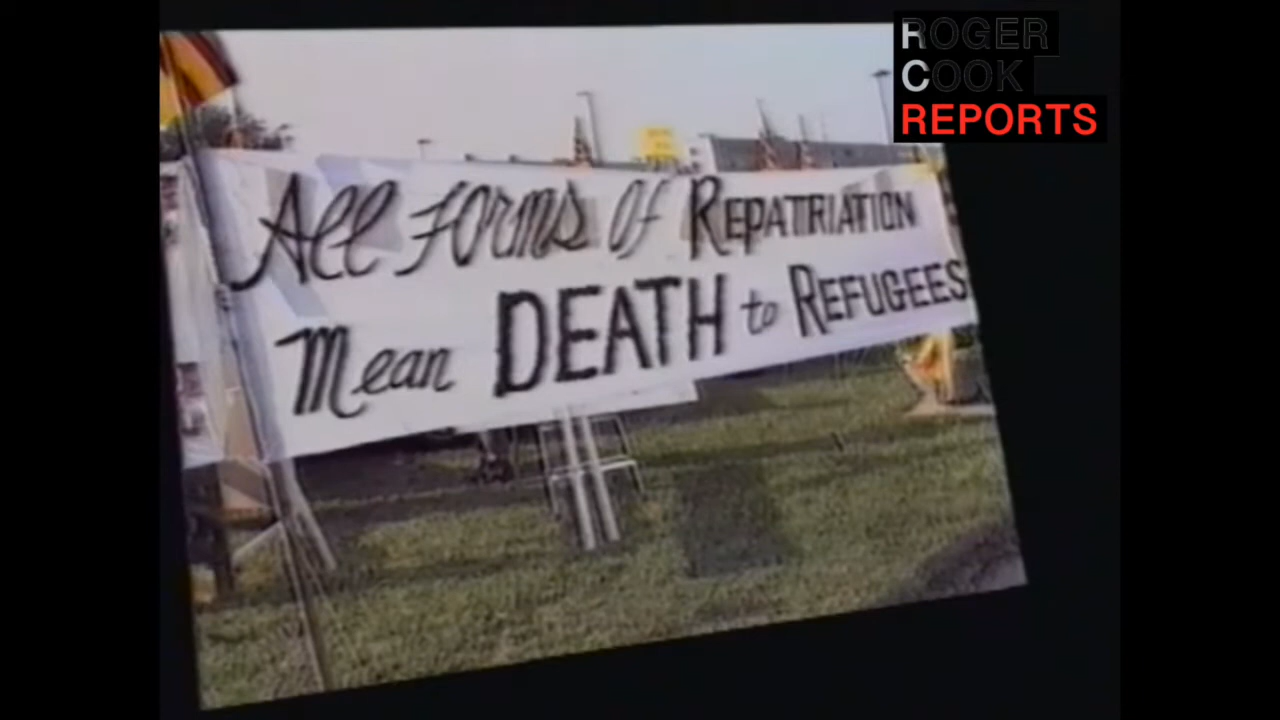 ROGER
COOK
REPORTS
All Forms Of REPATRIATION
Mean DEATH to REFUGEES